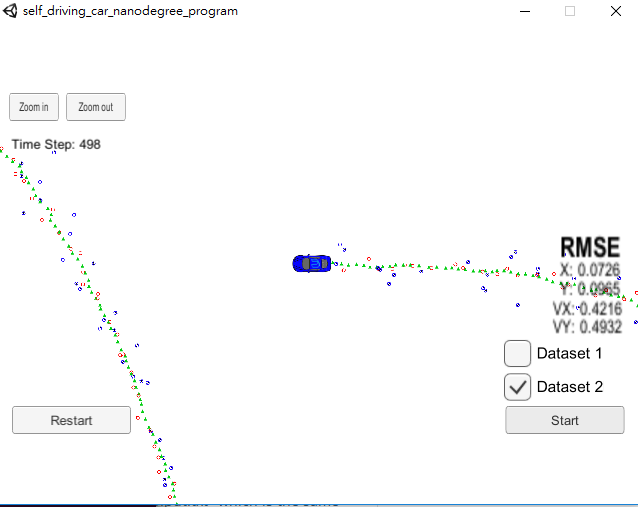 self_driving_car_nanodegree_program
Zoom in Zoom out
Time Step: 498
RMSE
X: 0.0726
Y: 0.0965
VX: 0.4216
VY: 0.4932
Dataset 1
Dataset 2
Restart
Start